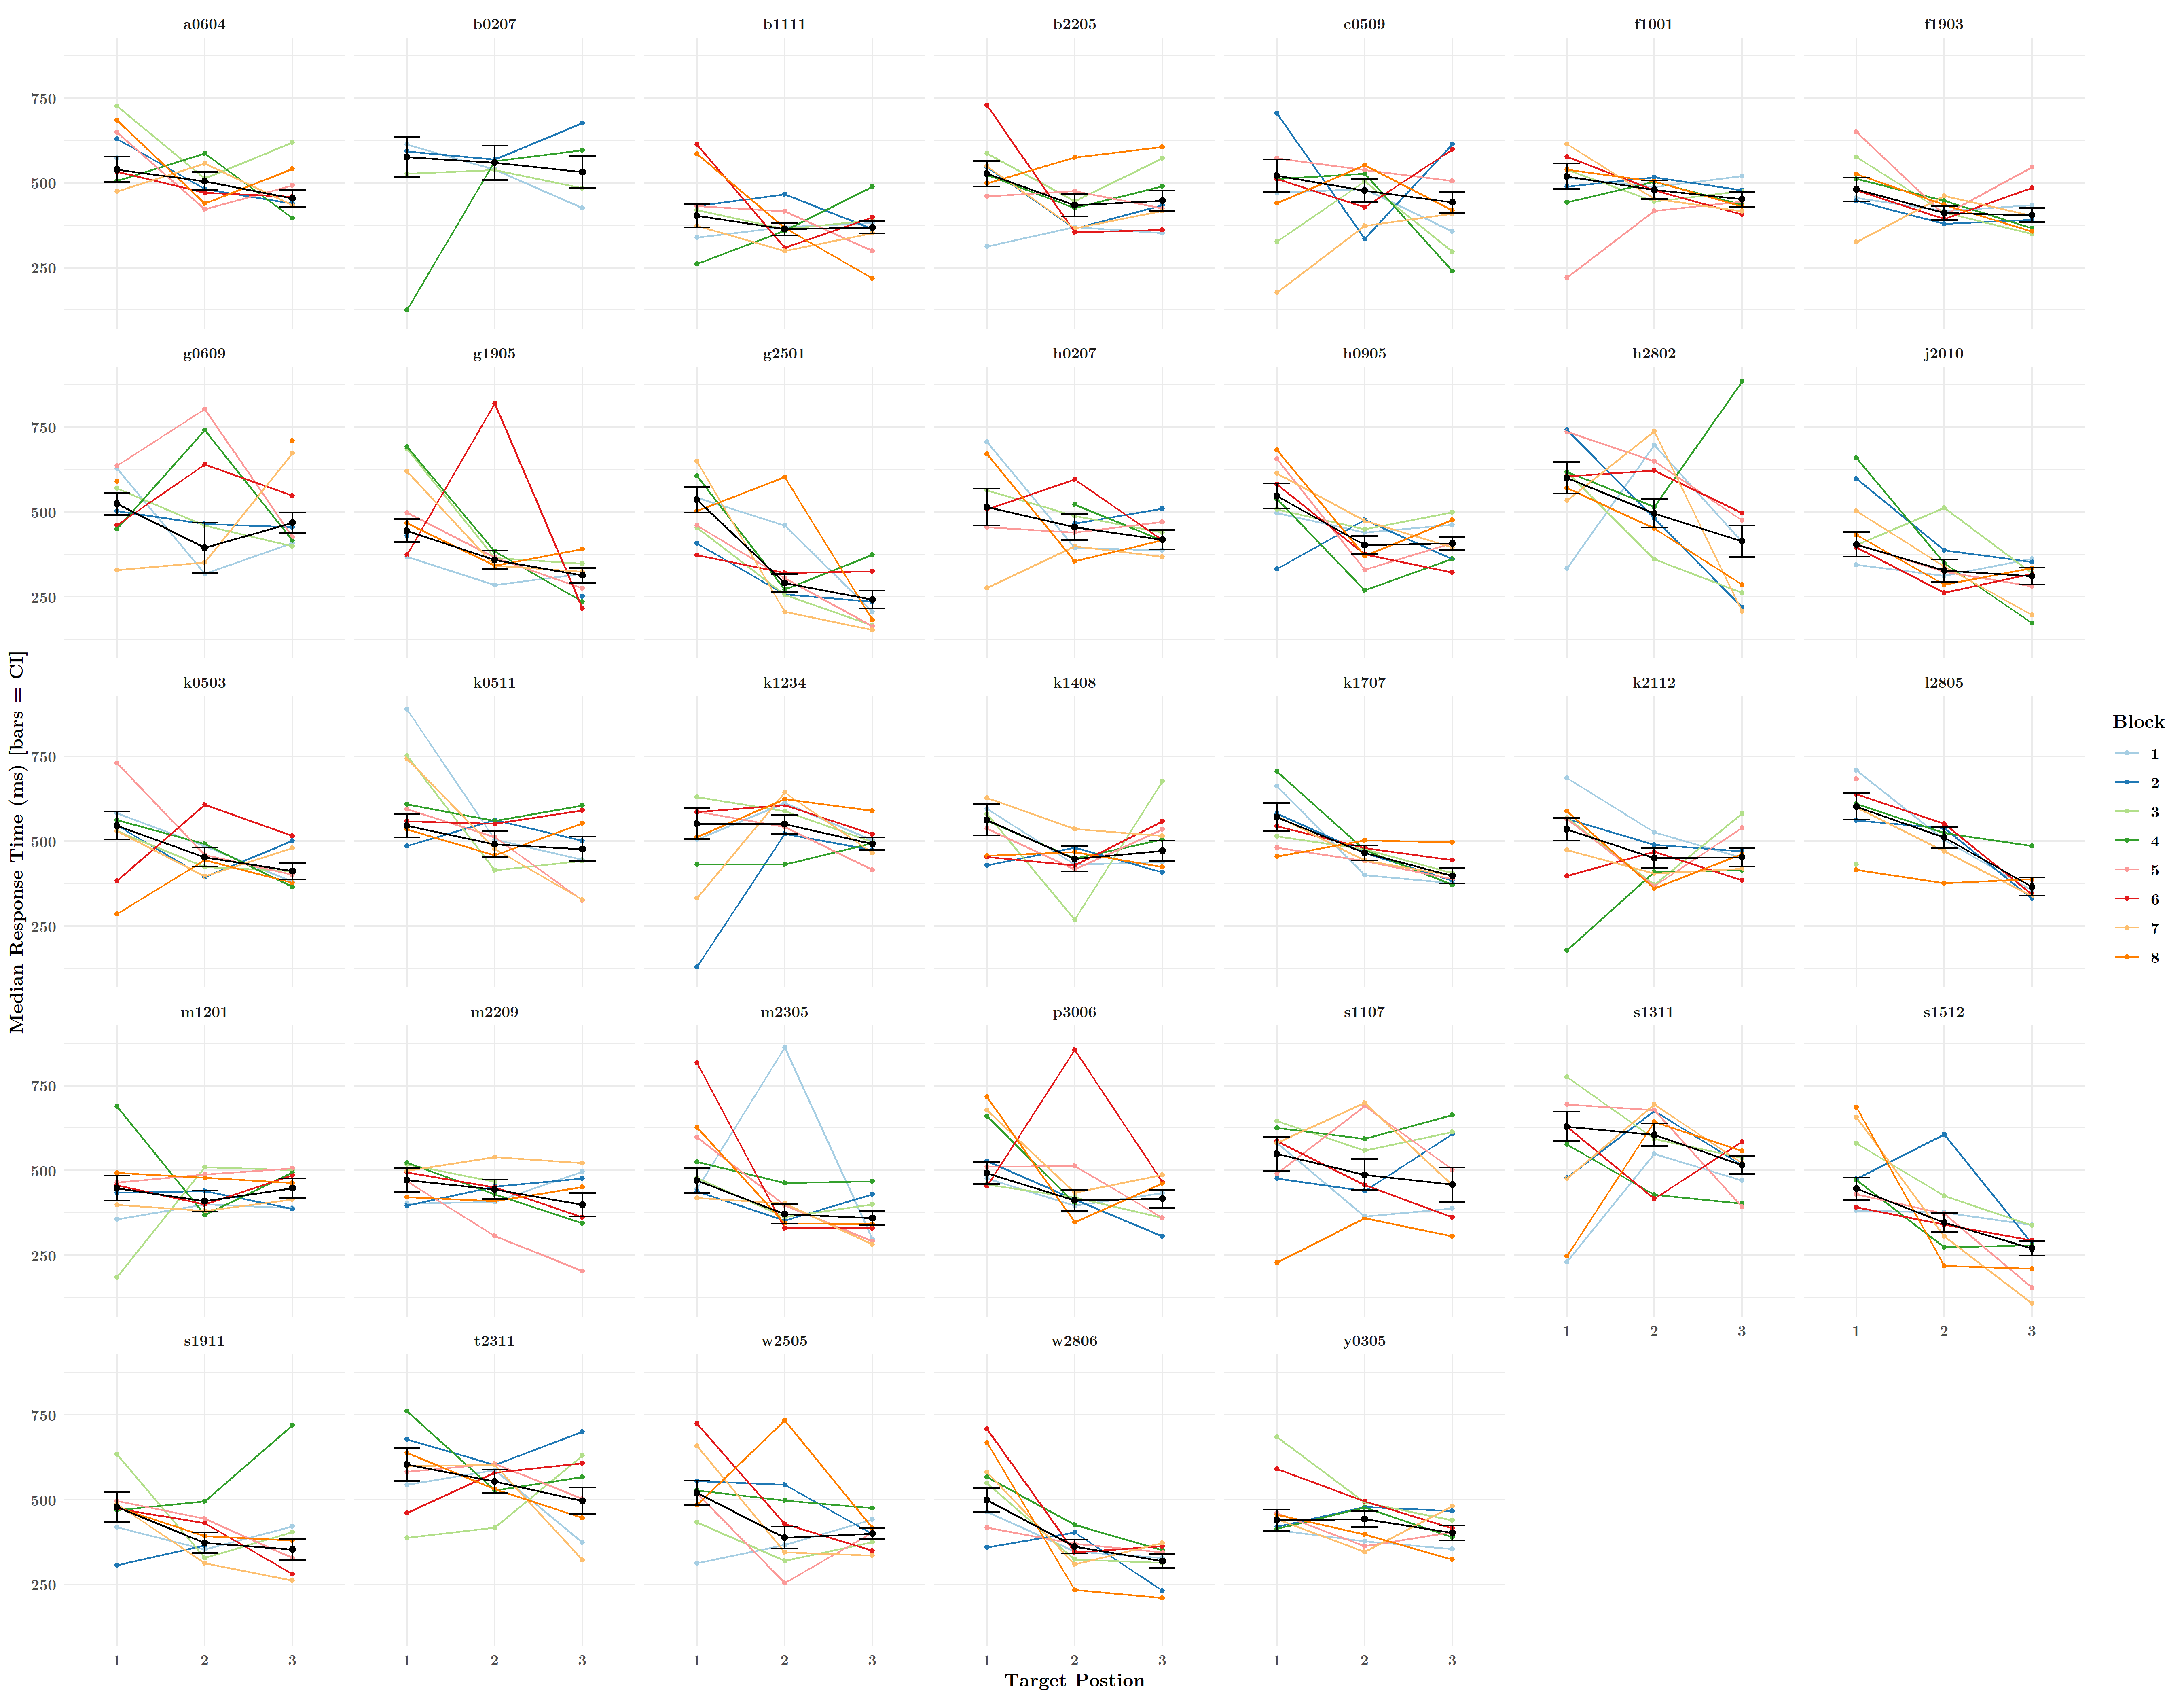 a0604 b0207 b1111 b2205 c0509 f1001 f1903
750
500
250
g0609 g1905 g2501 h0207 h0905 h2802 j2010
750
500
250
k0503 k0511 k1234 k1408 k1707 k2112 l2805
750
500
250
m1201 m2209 m2305 p3006 s1107 s1311 s1512
750
500
250
1 2 3 1 2 3
s1911 t2311 w2505 w2806 y0305
750
500
250
1 2 3 1 2 3 1 2 3 1 2 3 1 2 3
Target Postion
Median Response Time (ms) [bars = CI]
Block
1
2
3
4
5
6
7
8